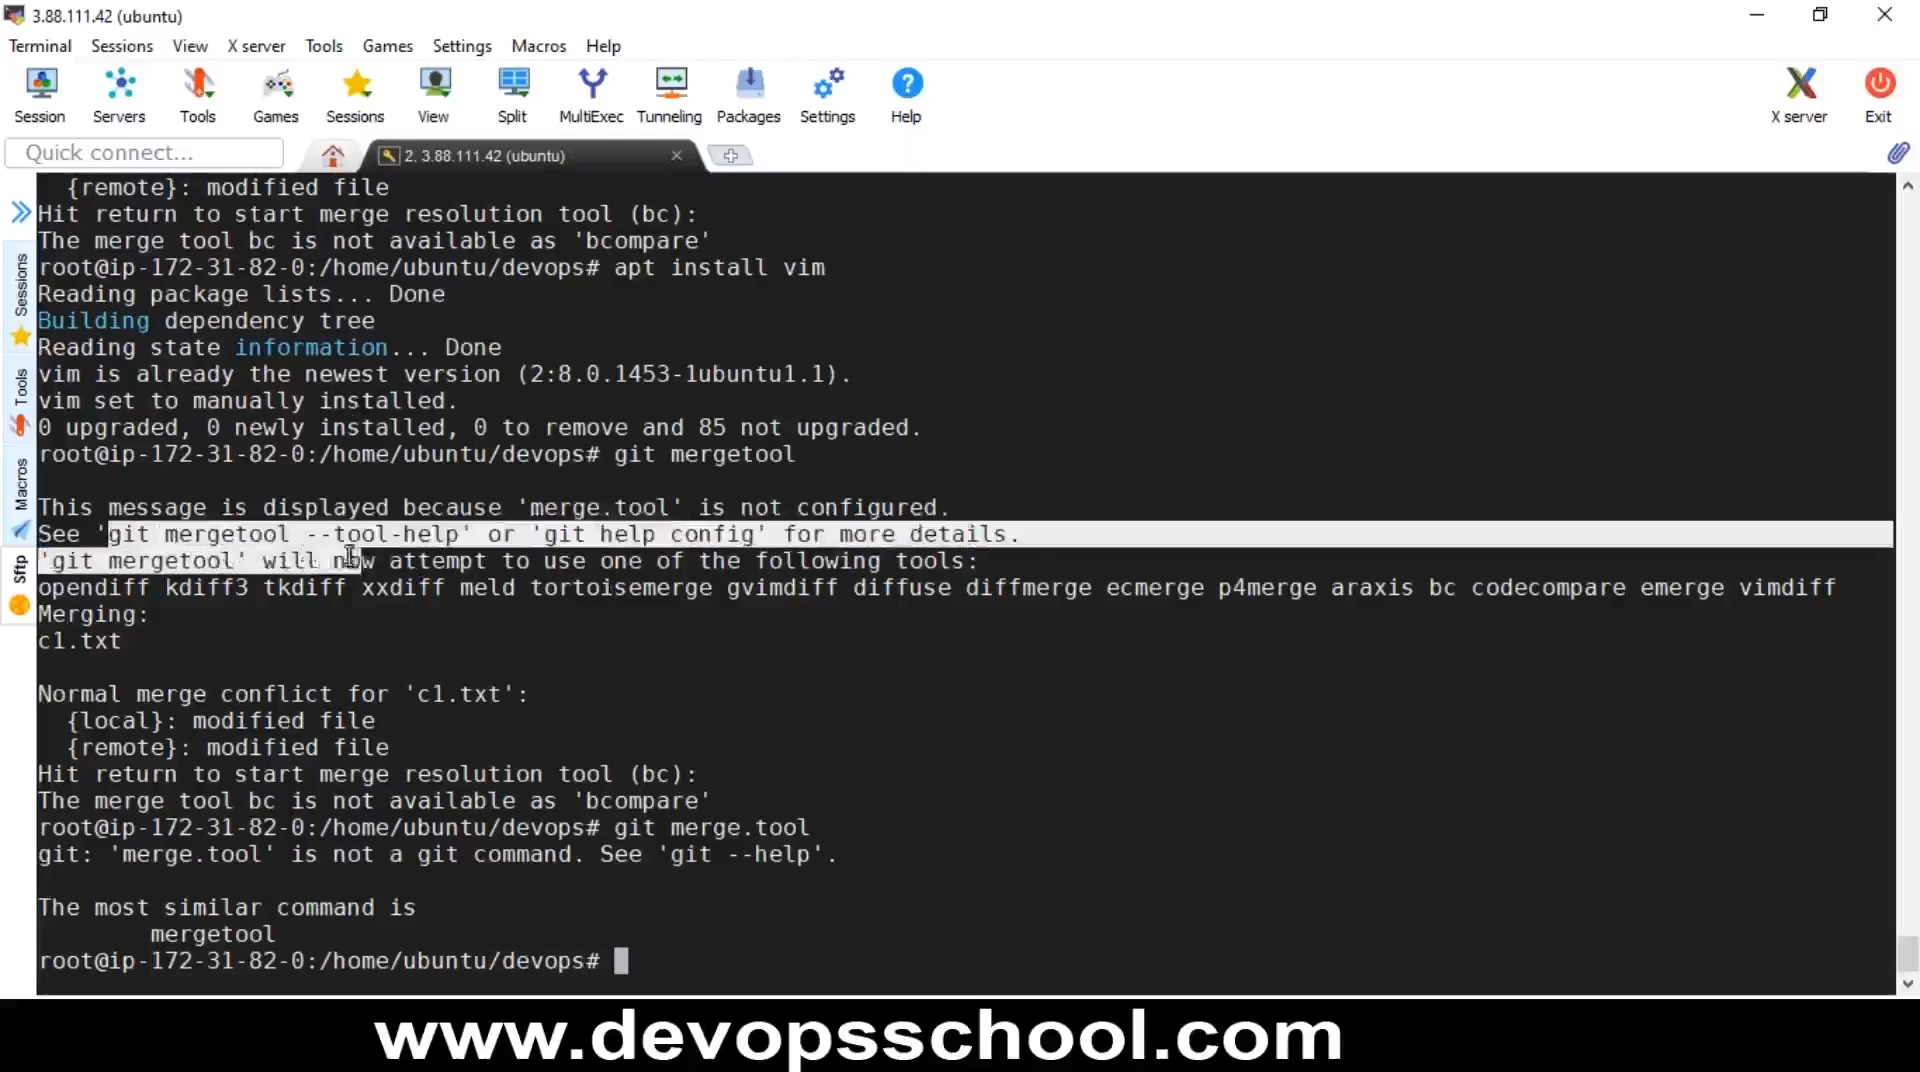 3.88.111.42 (ubuntu)
Terminal Sessions View X server Tools Games Settings Macros Help
Session Servers Tools Games Sessions View Split MultiExec Tunneling Packages Settings Help X server Exit
Quick connect... 2. 3.88.111.42 (ubuntu)
Sessions
Tools
Macros
Sftp
{remote}: modified file
Hit return to start merge resolution tool (bc):
The merge tool bc is not available as 'bcompare'
root@ip-172-31-82-0:/home/ubuntu/devops# apt install vim
Reading package lists... Done
Building dependency tree
Reading state information... Done
vim is already the newest version (2:8.0.1453-1ubuntu1.1).
vim set to manually installed.
0 upgraded, 0 newly installed, 0 to remove and 85 not upgraded.
root@ip-172-31-82-0:/home/ubuntu/devops# git mergetool
This message is displayed because 'merge.tool' is not configured.
See 'git mergetool --tool-help' or 'git help config' for more details.
'git mergetool' will now attempt to use one of the following tools:
opendiff kdiff3 tkdiff xxdiff meld tortoisemerge gvimdiff diffuse diffmerge ecmerge p4merge araxis bc codecompare emerge vimdiff
Merging:
c1.txt
Normal merge conflict for 'c1.txt':
{local}: modified file
{remote}: modified file
Hit return to start merge resolution tool (bc):
The merge tool bc is not available as 'bcompare'
root@ip-172-31-82-0:/home/ubuntu/devops# git merge.tool
git: 'merge.tool' is not a git command. See 'git --help'.
The most similar command is
mergetool
root@ip-172-31-82-0:/home/ubuntu/devops#
www.devopsschool.com